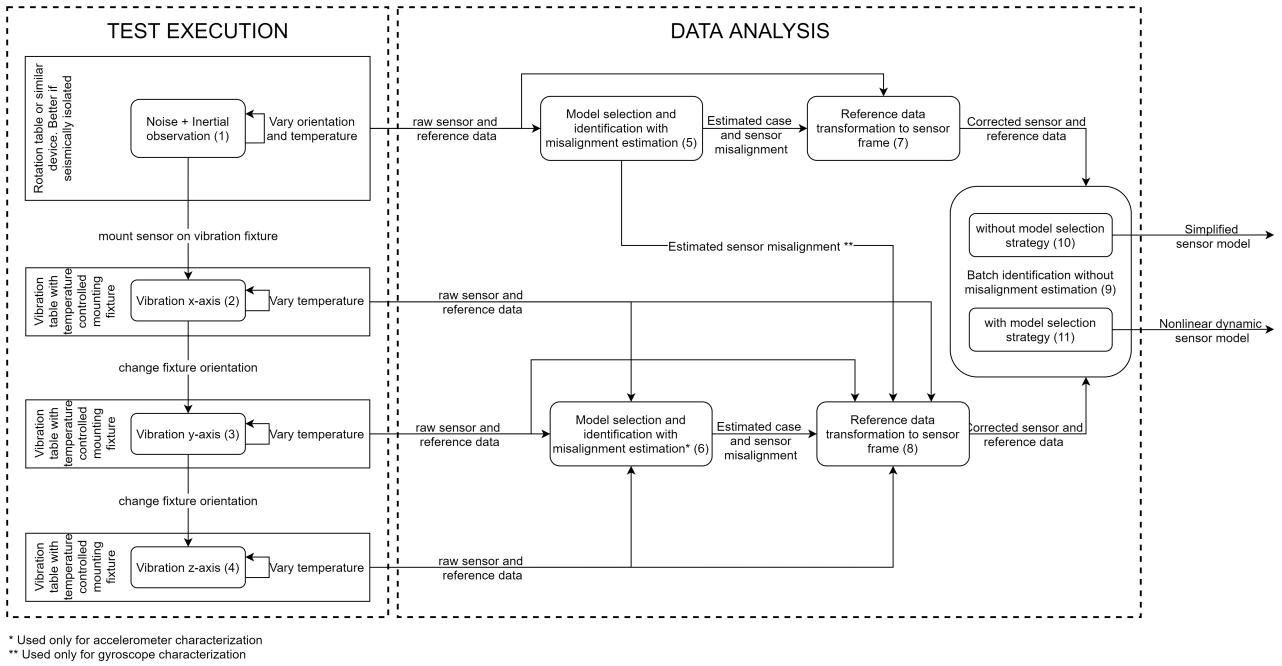 TEST EXECUTION
Rotation table or similar
device. Better if
seismically isolated
Noise + Inertial
observation (1)
Vary orientation
and temperature
mount sensor on vibration fixture
Vibration
table with
temperature
controlled
mounting
fixture
Vibration x-axis (2)
Vary temperature
change fixture orientation
Vibration
table with
temperature
controlled
mounting
fixture
Vibration y-axis (3)
Vary temperature
change fixture orientation
Vibration
table with
temperature
controlled
mounting
fixture
Vibration z-axis (4)
Vary temperature
DATA ANALYSIS
raw sensor and
reference data
Model selection and
identification with
misalignment estimation (5)
Estimated case
and sensor
misalignment
Reference data
transformation to sensor
frame (7)
Corrected sensor and
reference data
Estimated sensor misalignment **
raw sensor and
reference data
raw sensor and
reference data
Model selection and
identification with
misalignment estimation* (6)
Estimated case
and sensor
misalignment
Reference data
transformation to sensor
frame (8)
Corrected sensor and
reference data
raw sensor and
reference data
without model selection
strategy (10)
Batch identification without
misalignment estimation (9)
with model selection
strategy (11)
Simplified
sensor model
Nonlinear dynamic
sensor model
* Used only for accelerometer characterization
** Used only for gyroscope characterization